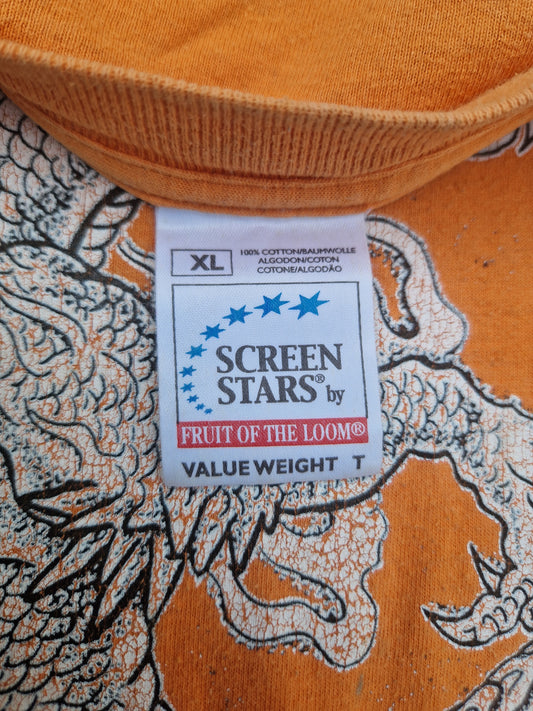 XL
100% COTTON/BAUMWOLLE
ALGODON/COTON
COTONE/ALGODÃO
SCREEN
STARS® by
FRUIT OF THE LOOM®
VALUE WEIGHT T